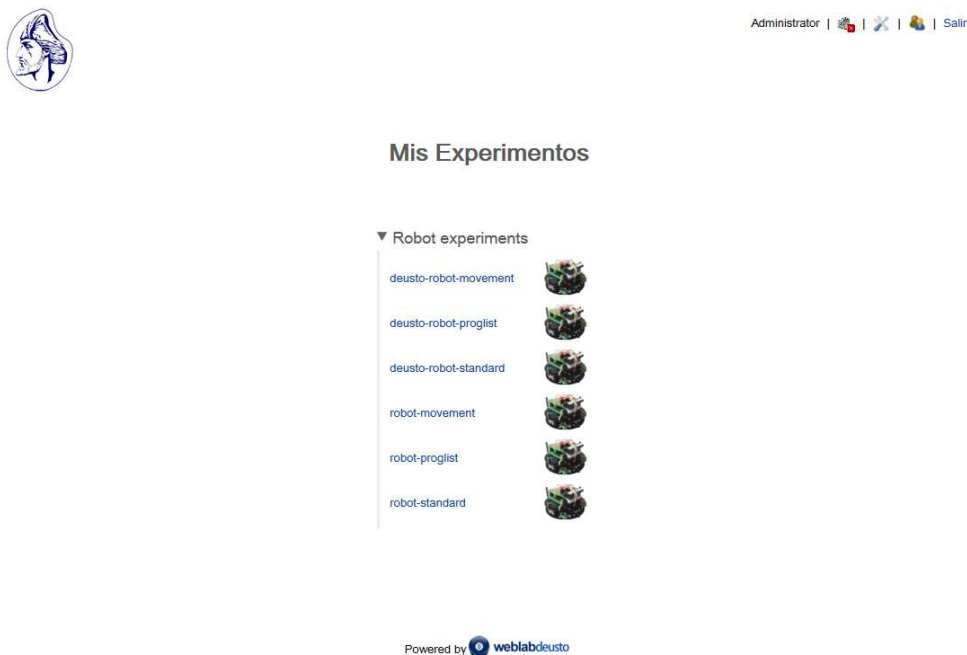 Administrator | | | | Salir
Mis Experimentos
▼ Robot experiments
deusto-robot-movement
deusto-robot-proglist
deusto-robot-standard
robot-movement
robot-proglist
robot-standard
Powered by weblabdeusto